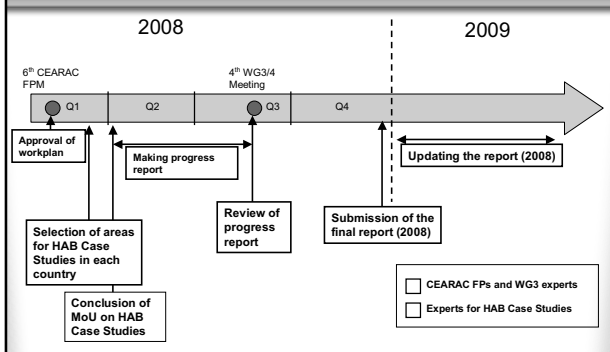 2008
2009
6th CEARAC
FPM
4th WG3/4
Meeting
Q1
Q2
Q3
Q4
Approval of
workplan
Making progress
report
Updating the report (2008)
Selection of areas
for HAB Case
Studies in each
country
Review of
progress
report
Submission of the
final report (2008)
Conclusion of
MoU on HAB
Case Studies
CEARAC FPs and WG3 experts
Experts for HAB Case Studies